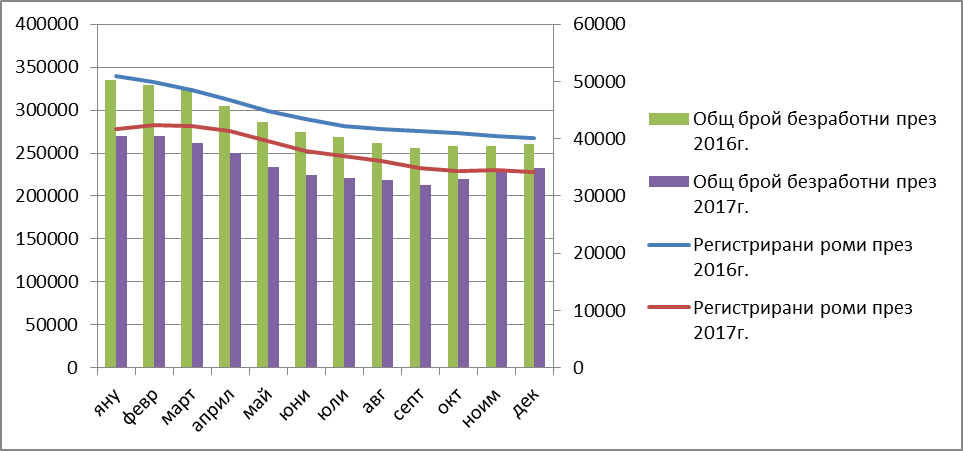 400000
350000
300000
250000
200000
150000
100000
50000
0
60000
50000
40000
30000
20000
10000
0
яну
февр
март
април
май
юни
юли
авг
септ
окт
ноим
дек
Общ брой безработни през
2016г.
Общ брой безработни през
2017г.
Регистрирани роми през
2016г.
Регистрирани роми през
2017г.